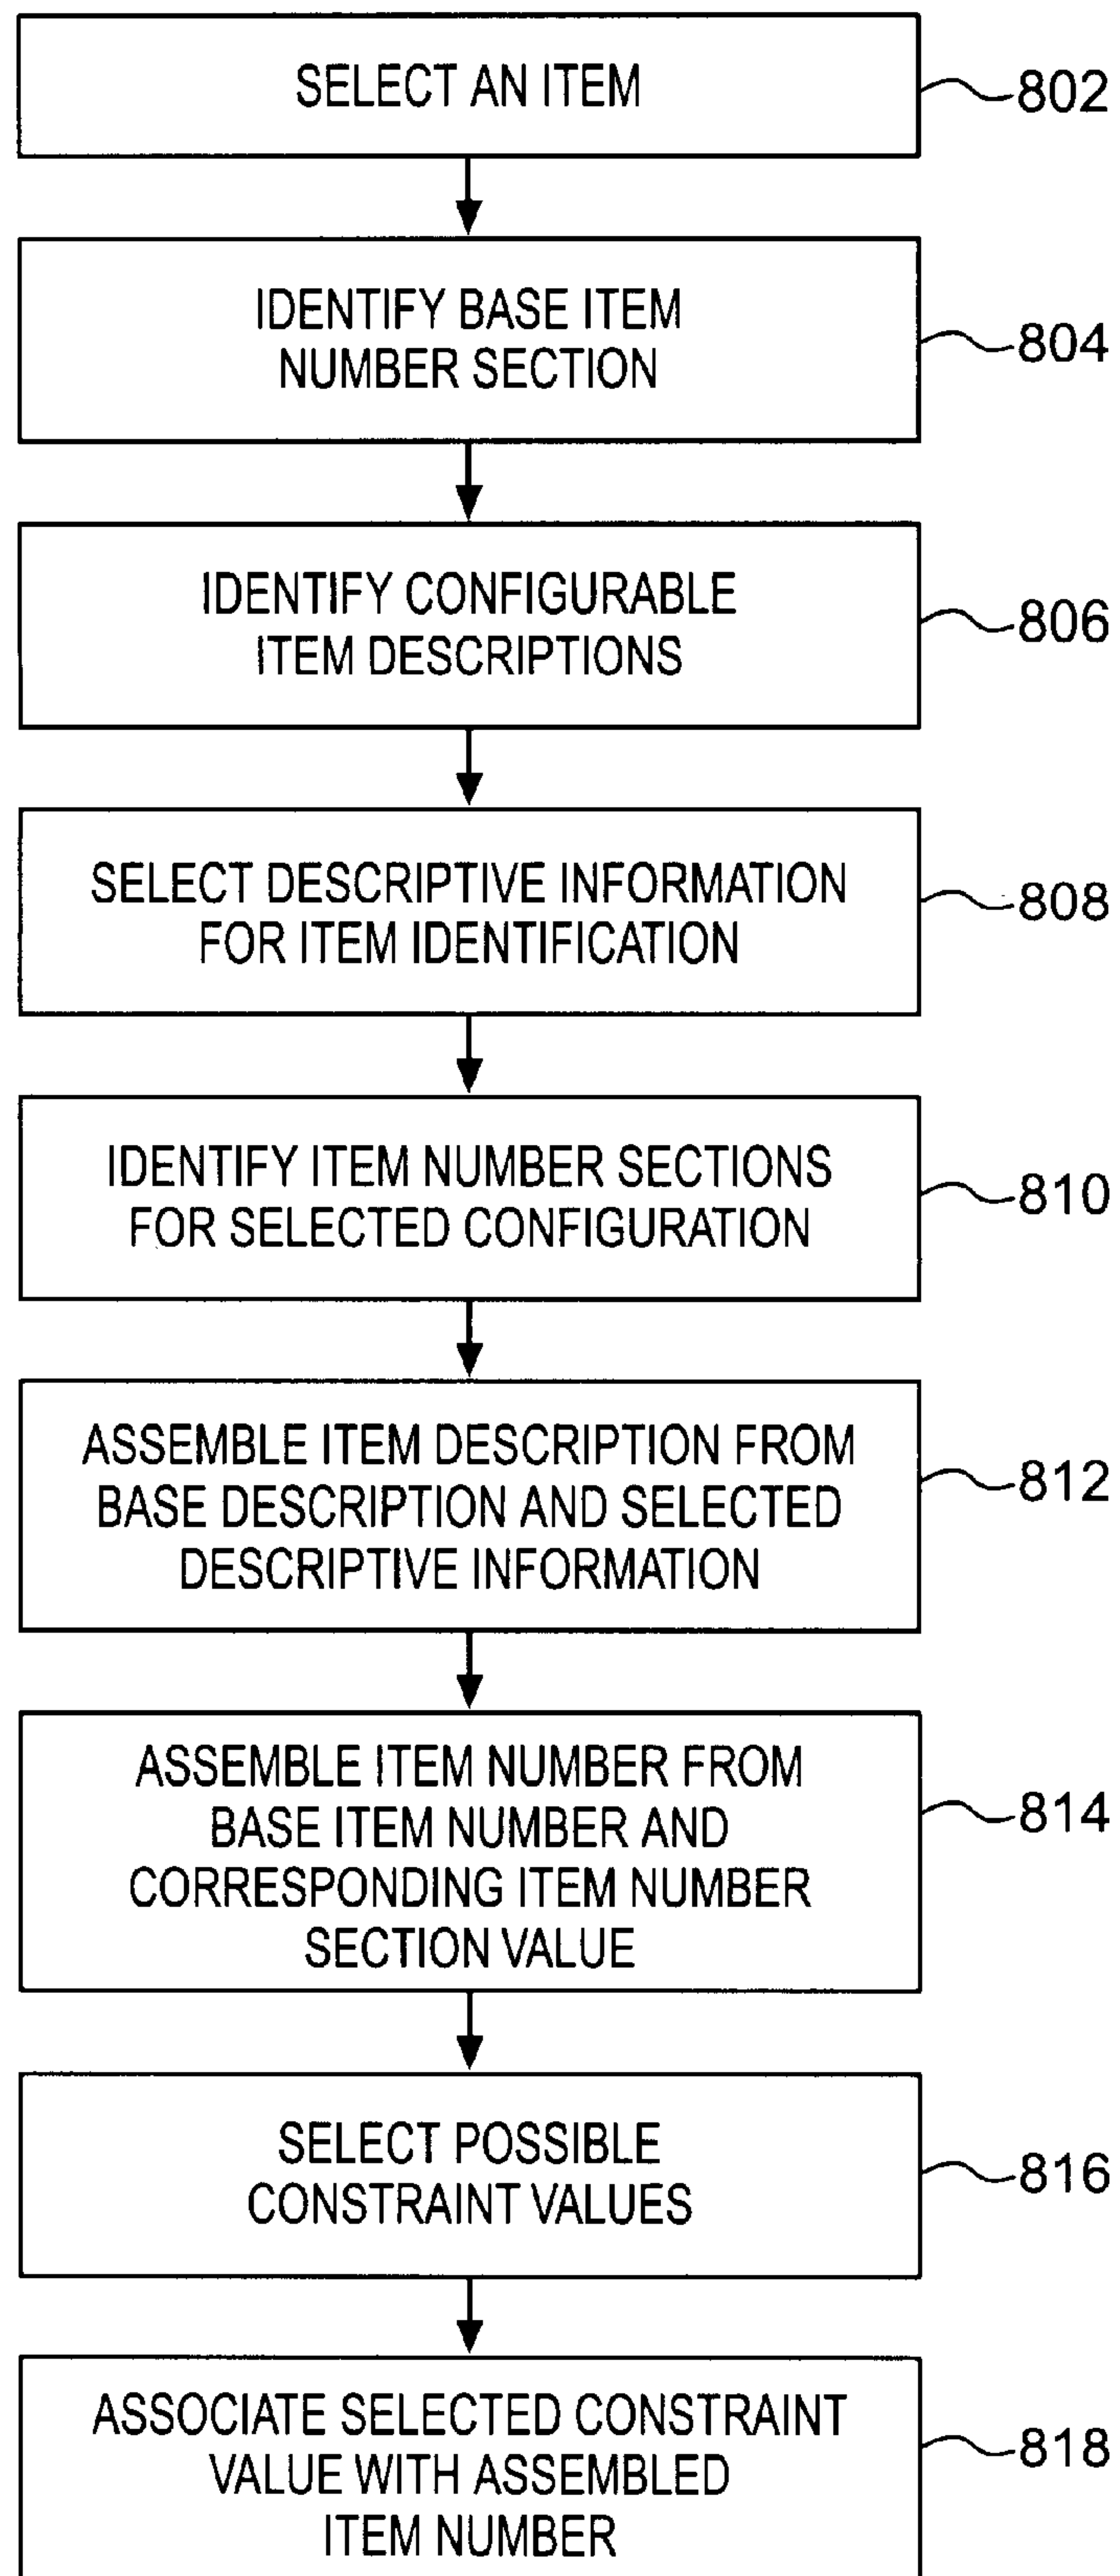 SELECT AN ITEM
802
IDENTIFY BASE ITEM
NUMBER SECTION
804
IDENTIFY CONFIGURABLE
ITEM DESCRIPTIONS
806
SELECT DESCRIPTIVE INFORMATION
FOR ITEM IDENTIFICATION
808
IDENTIFY ITEM NUMBER SECTIONS
FOR SELECTED CONFIGURATION
810
ASSEMBLE ITEM DESCRIPTION FROM
BASE DESCRIPTION AND SELECTED
DESCRIPTIVE INFORMATION
812
ASSEMBLE ITEM NUMBER FROM
BASE ITEM NUMBER AND
CORRESPONDING ITEM NUMBER
SECTION VALUE
814
SELECT POSSIBLE
CONSTRAINT VALUES
816
ASSOCIATE SELECTED CONSTRAINT
VALUE WITH ASSEMBLED
ITEM NUMBER
818